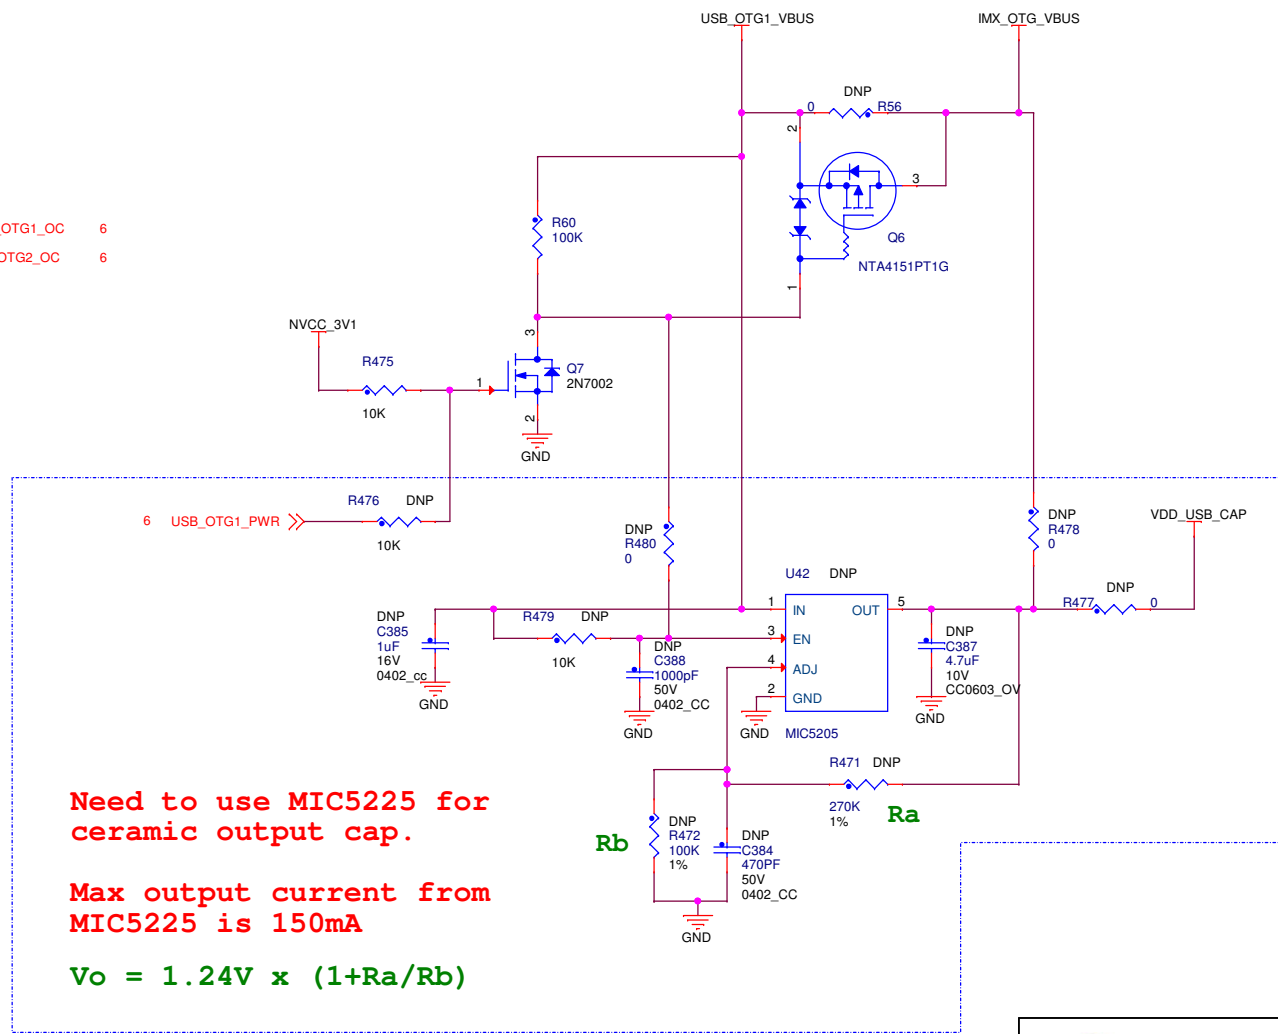 USB_OTG1_VBUS
IMX_OTG_VBUS
DNP
0
R56
2
3
Q6
NTA4151PT1G
1
R60
100K
OTG1_OC 6
OTG2_OC 6
NVCC_3V1
R475
10K
1
3
Q7
2N7002
2
GND
6 USB_OTG1_PWR
R476 DNP
10K
DNP
R480
0
DNP
R478
0
VDD_USB_CAP
DNP
R477
0
U42 DNP
1 IN
OUT 5
3 EN
4 ADJ
2 GND
MIC5205
GND
R479 DNP
10K
DNP
C385
1uF
16V
0402_cc
GND
DNP
C388
1000pF
50V
0402_CC
GND
DNP
C387
4.7uF
10V
CC0603_OV
GND
R471 DNP
270K
1%
Ra
Rb
DNP
R472
100K
1%
DNP
C384
470PF
50V
0402_CC
GND
Need to use MIC5225 for
ceramic output cap.
Max output current from
MIC5225 is 150mA
Vo = 1.24V x (1+Ra/Rb)